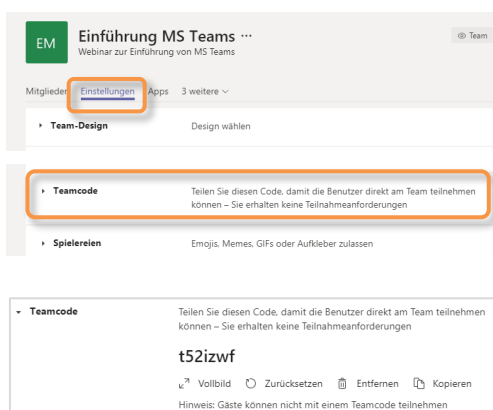 EM
Einführung MS Teams ...
Team
Webinar zur Einführung von MS Teams
Mitglieder Einstellungen Apps 3 weitere
Team-Design Design wählen
Teamcode Teilen Sie diesen Code, damit die Benutzer direkt am Team teilnehmen
können – Sie erhalten keine Teilnahmeanforderungen
Spielereien Emojis, Memes, GIFs oder Aufkleber zulassen
Teamcode Teilen Sie diesen Code, damit die Benutzer direkt am Team teilnehmen
können – Sie erhalten keine Teilnahmeanforderungen
t52izwf
Vollbild Zurücksetzen Entfernen Kopieren
Hinweis: Gäste können nicht mit einem Teamcode teilnehmen